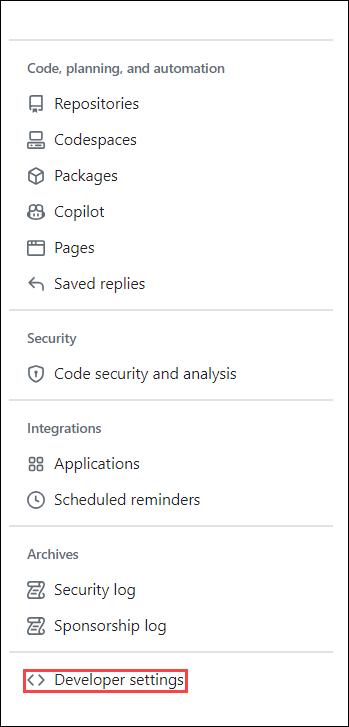 Code, planning, and automation
Repositories
Codespaces
Packages
Copilot
Pages
Saved replies
Security
Code security and analysis
Integrations
Applications
Scheduled reminders
Archives
Security log
Sponsorship log
Developer settings